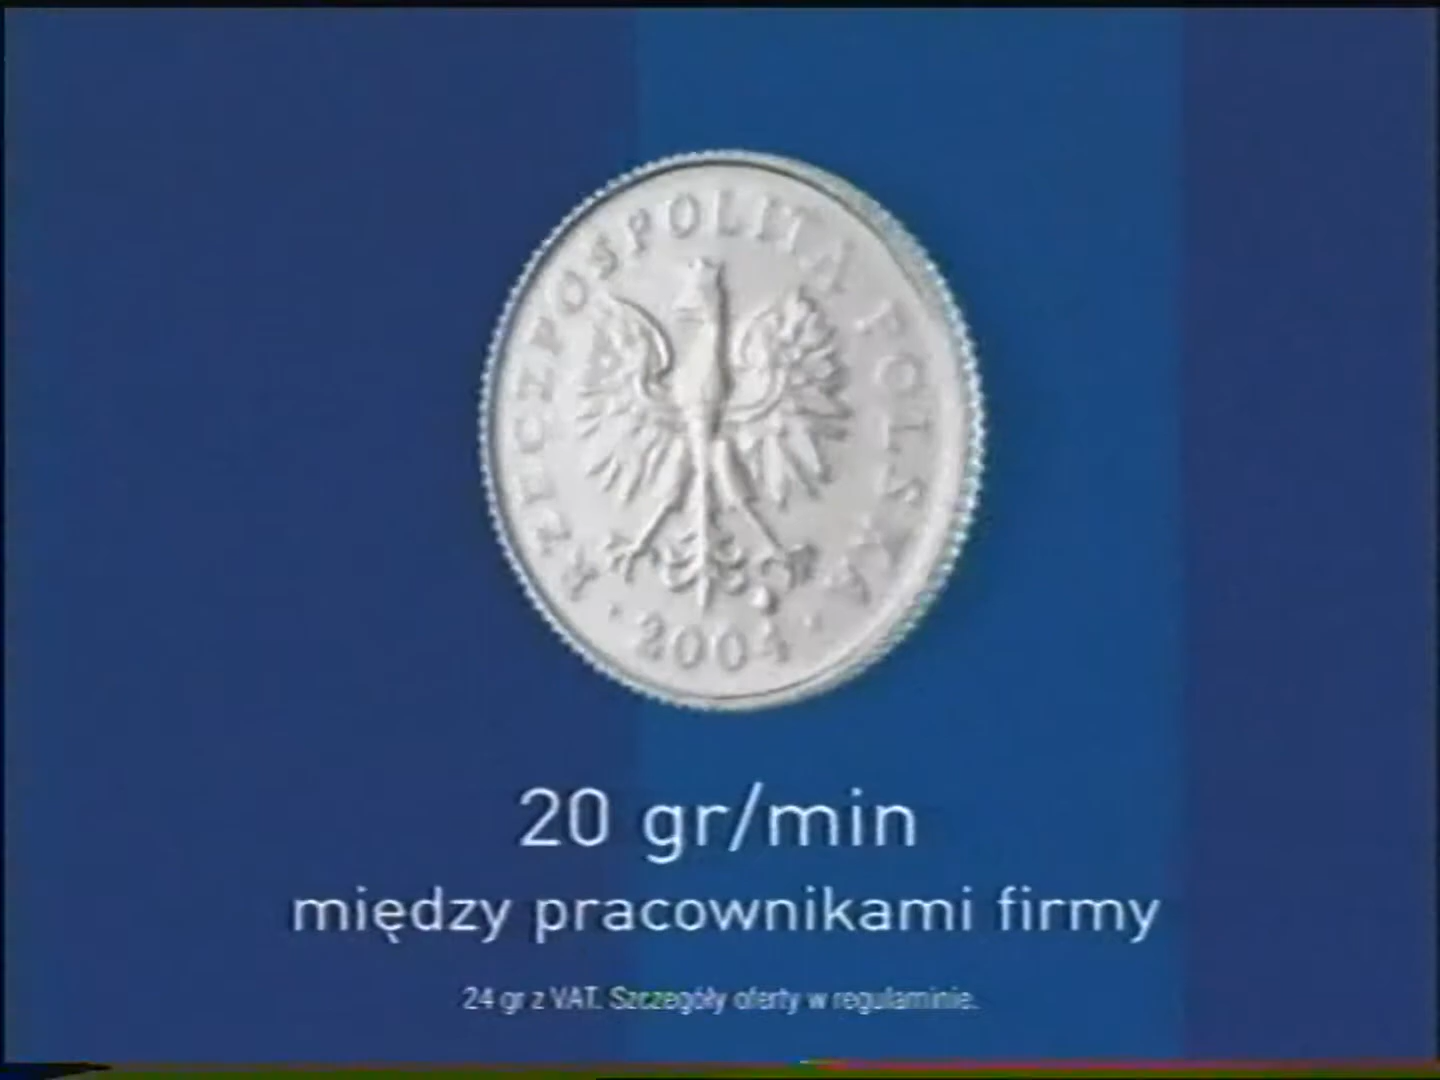 RZECZPOSPOLITA POLSKA
· 2004 ·
20 gr/min
między pracownikami firmy
24 gr z VAT. Szczegóły oferty w regulaminie.